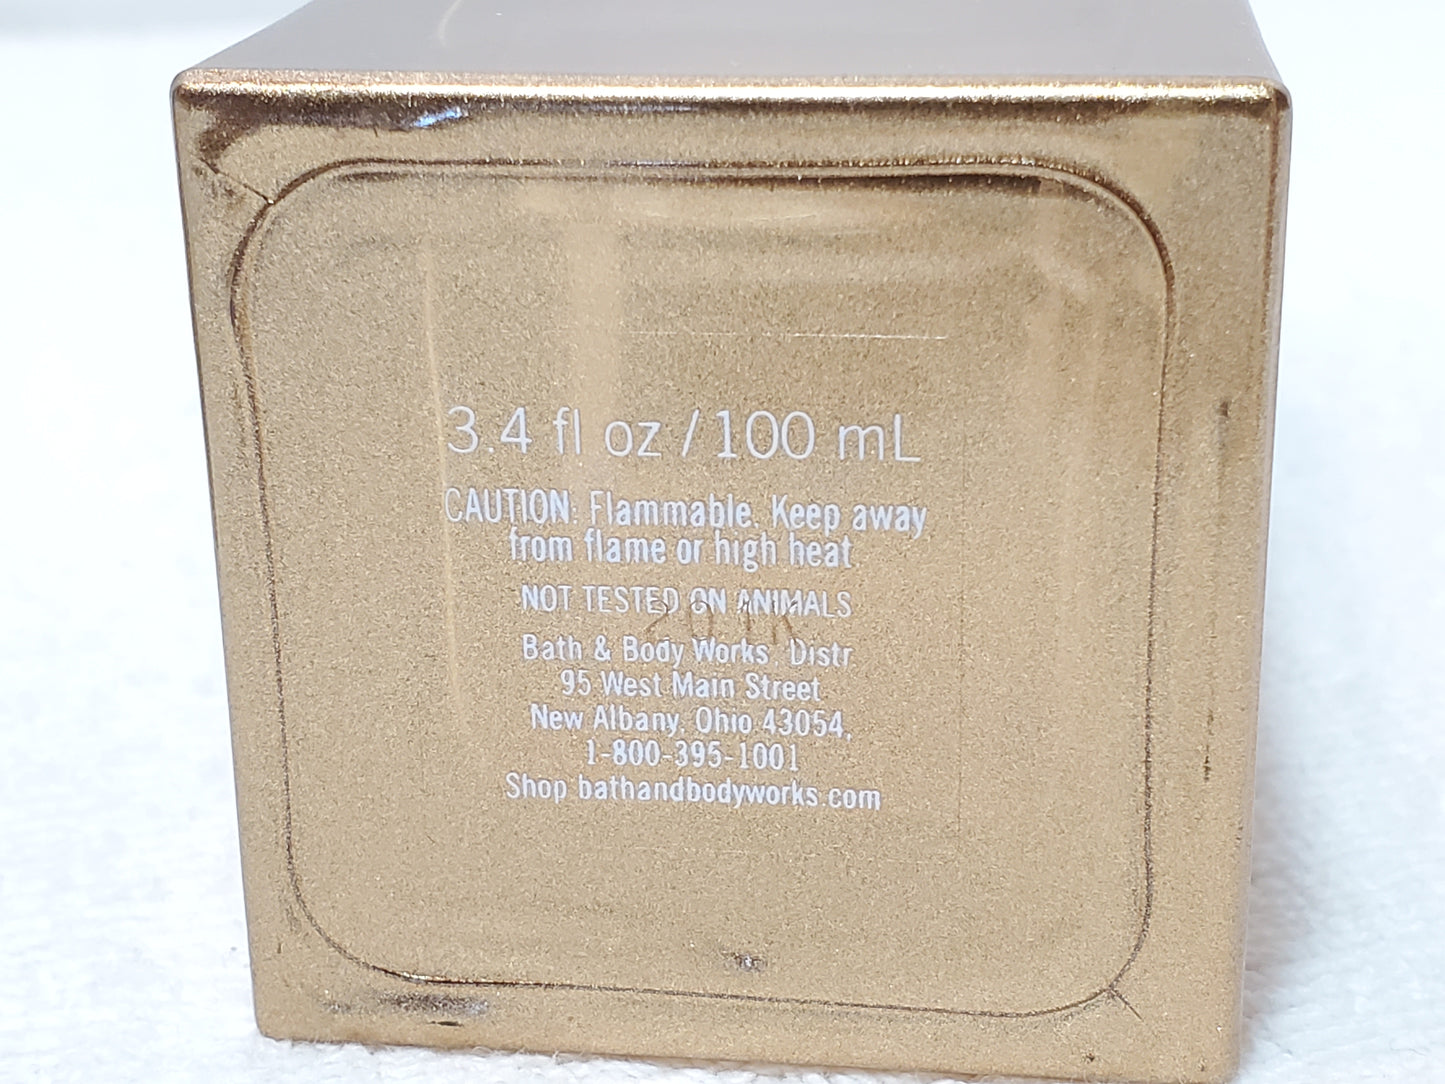 3.4 fl oz / 100 mL
CAUTION: Flammable. Keep away
from flame or high heat
NOT TESTED ON ANIMALS
Bath & Body Works, Distr.
95 West Main Street
New Albany, Ohio 43054,
1-800-395-1001
Shop bathandbodyworks.com